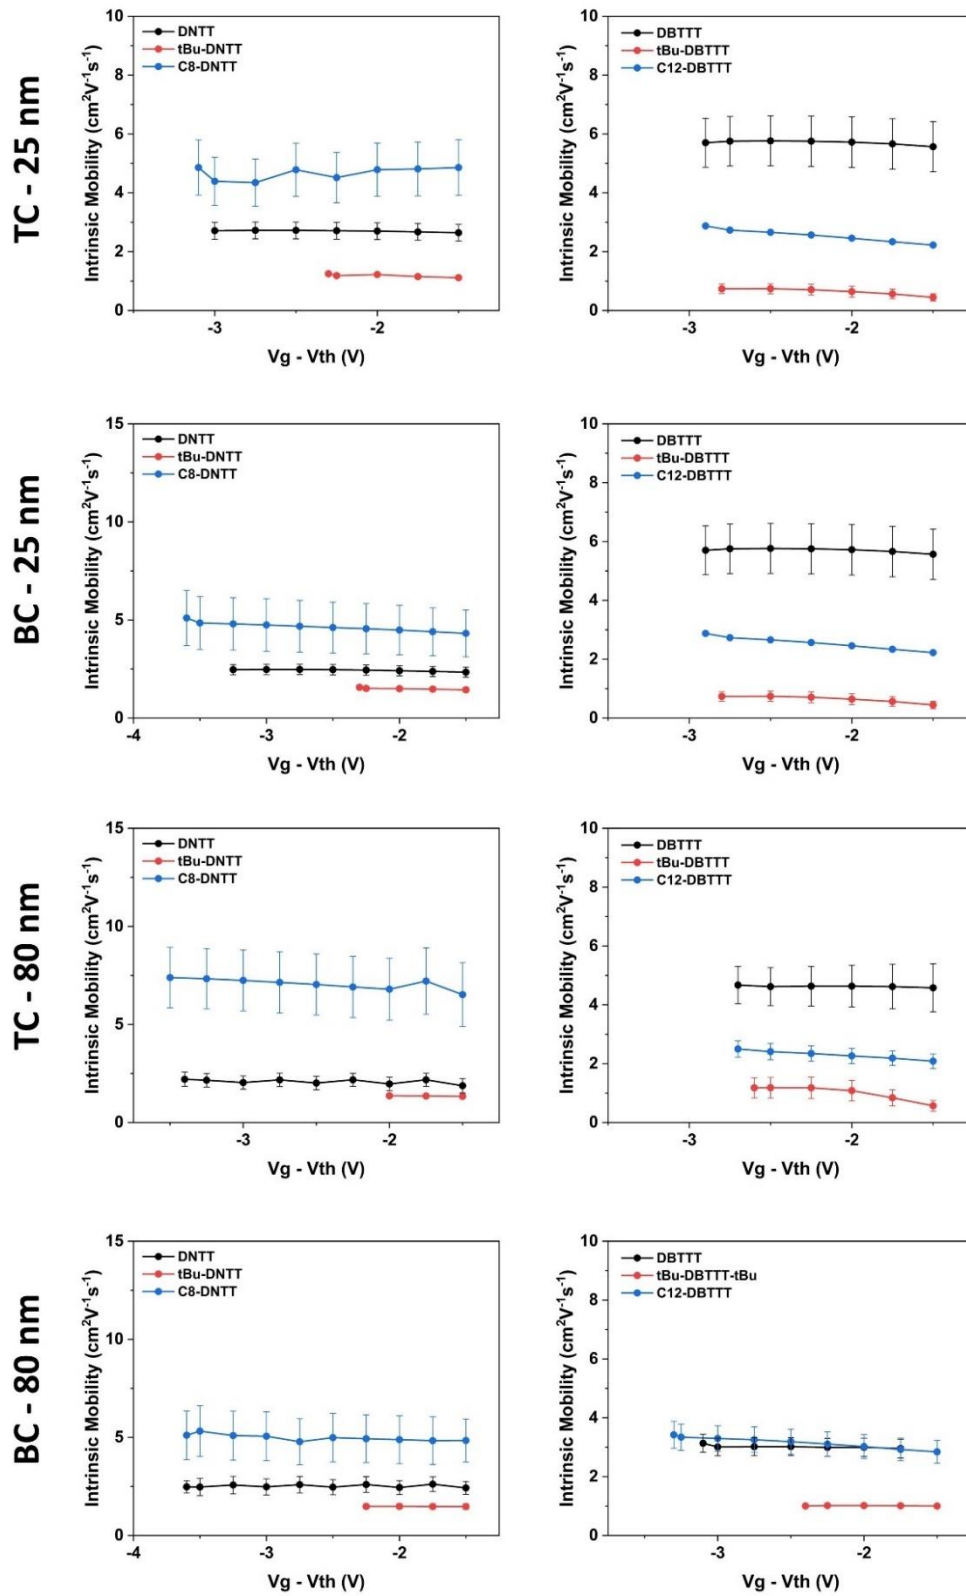 TC - 25 nm
10
8
6
4
2
0
Intrinsic Mobility (cm²V⁻¹s⁻¹)
DNTT
tBu-DNTT
C8-DNTT
-3
-2
Vg - Vth (V)
10
8
6
4
2
0
Intrinsic Mobility (cm²V⁻¹s⁻¹)
DBTTT
tBu-DBTTT
C12-DBTTT
-3
-2
Vg - Vth (V)
BC - 25 nm
15
10
5
0
Intrinsic Mobility (cm²V⁻¹s⁻¹)
DNTT
tBu-DNTT
C8-DNTT
-4
-3
-2
Vg - Vth (V)
10
8
6
4
2
0
Intrinsic Mobility (cm²V⁻¹s⁻¹)
DBTTT
tBu-DBTTT
C12-DBTTT
-3
-2
Vg - Vth (V)
TC - 80 nm
15
10
5
0
Intrinsic Mobility (cm²V⁻¹s⁻¹)
DNTT
tBu-DNTT
C8-DNTT
-3
-2
Vg - Vth (V)
10
8
6
4
2
0
Intrinsic Mobility (cm²V⁻¹s⁻¹)
DBTTT
tBu-DBTTT
C12-DBTTT
-3
-2
Vg - Vth (V)
BC - 80 nm
15
10
5
0
Intrinsic Mobility (cm²V⁻¹s⁻¹)
DNTT
tBu-DNTT
C8-DNTT
-4
-3
-2
Vg - Vth (V)
10
8
6
4
2
0
Intrinsic Mobility (cm²V⁻¹s⁻¹)
DBTTT
tBu-DBTTT-tBu
C12-DBTTT
-3
-2
Vg - Vth (V)